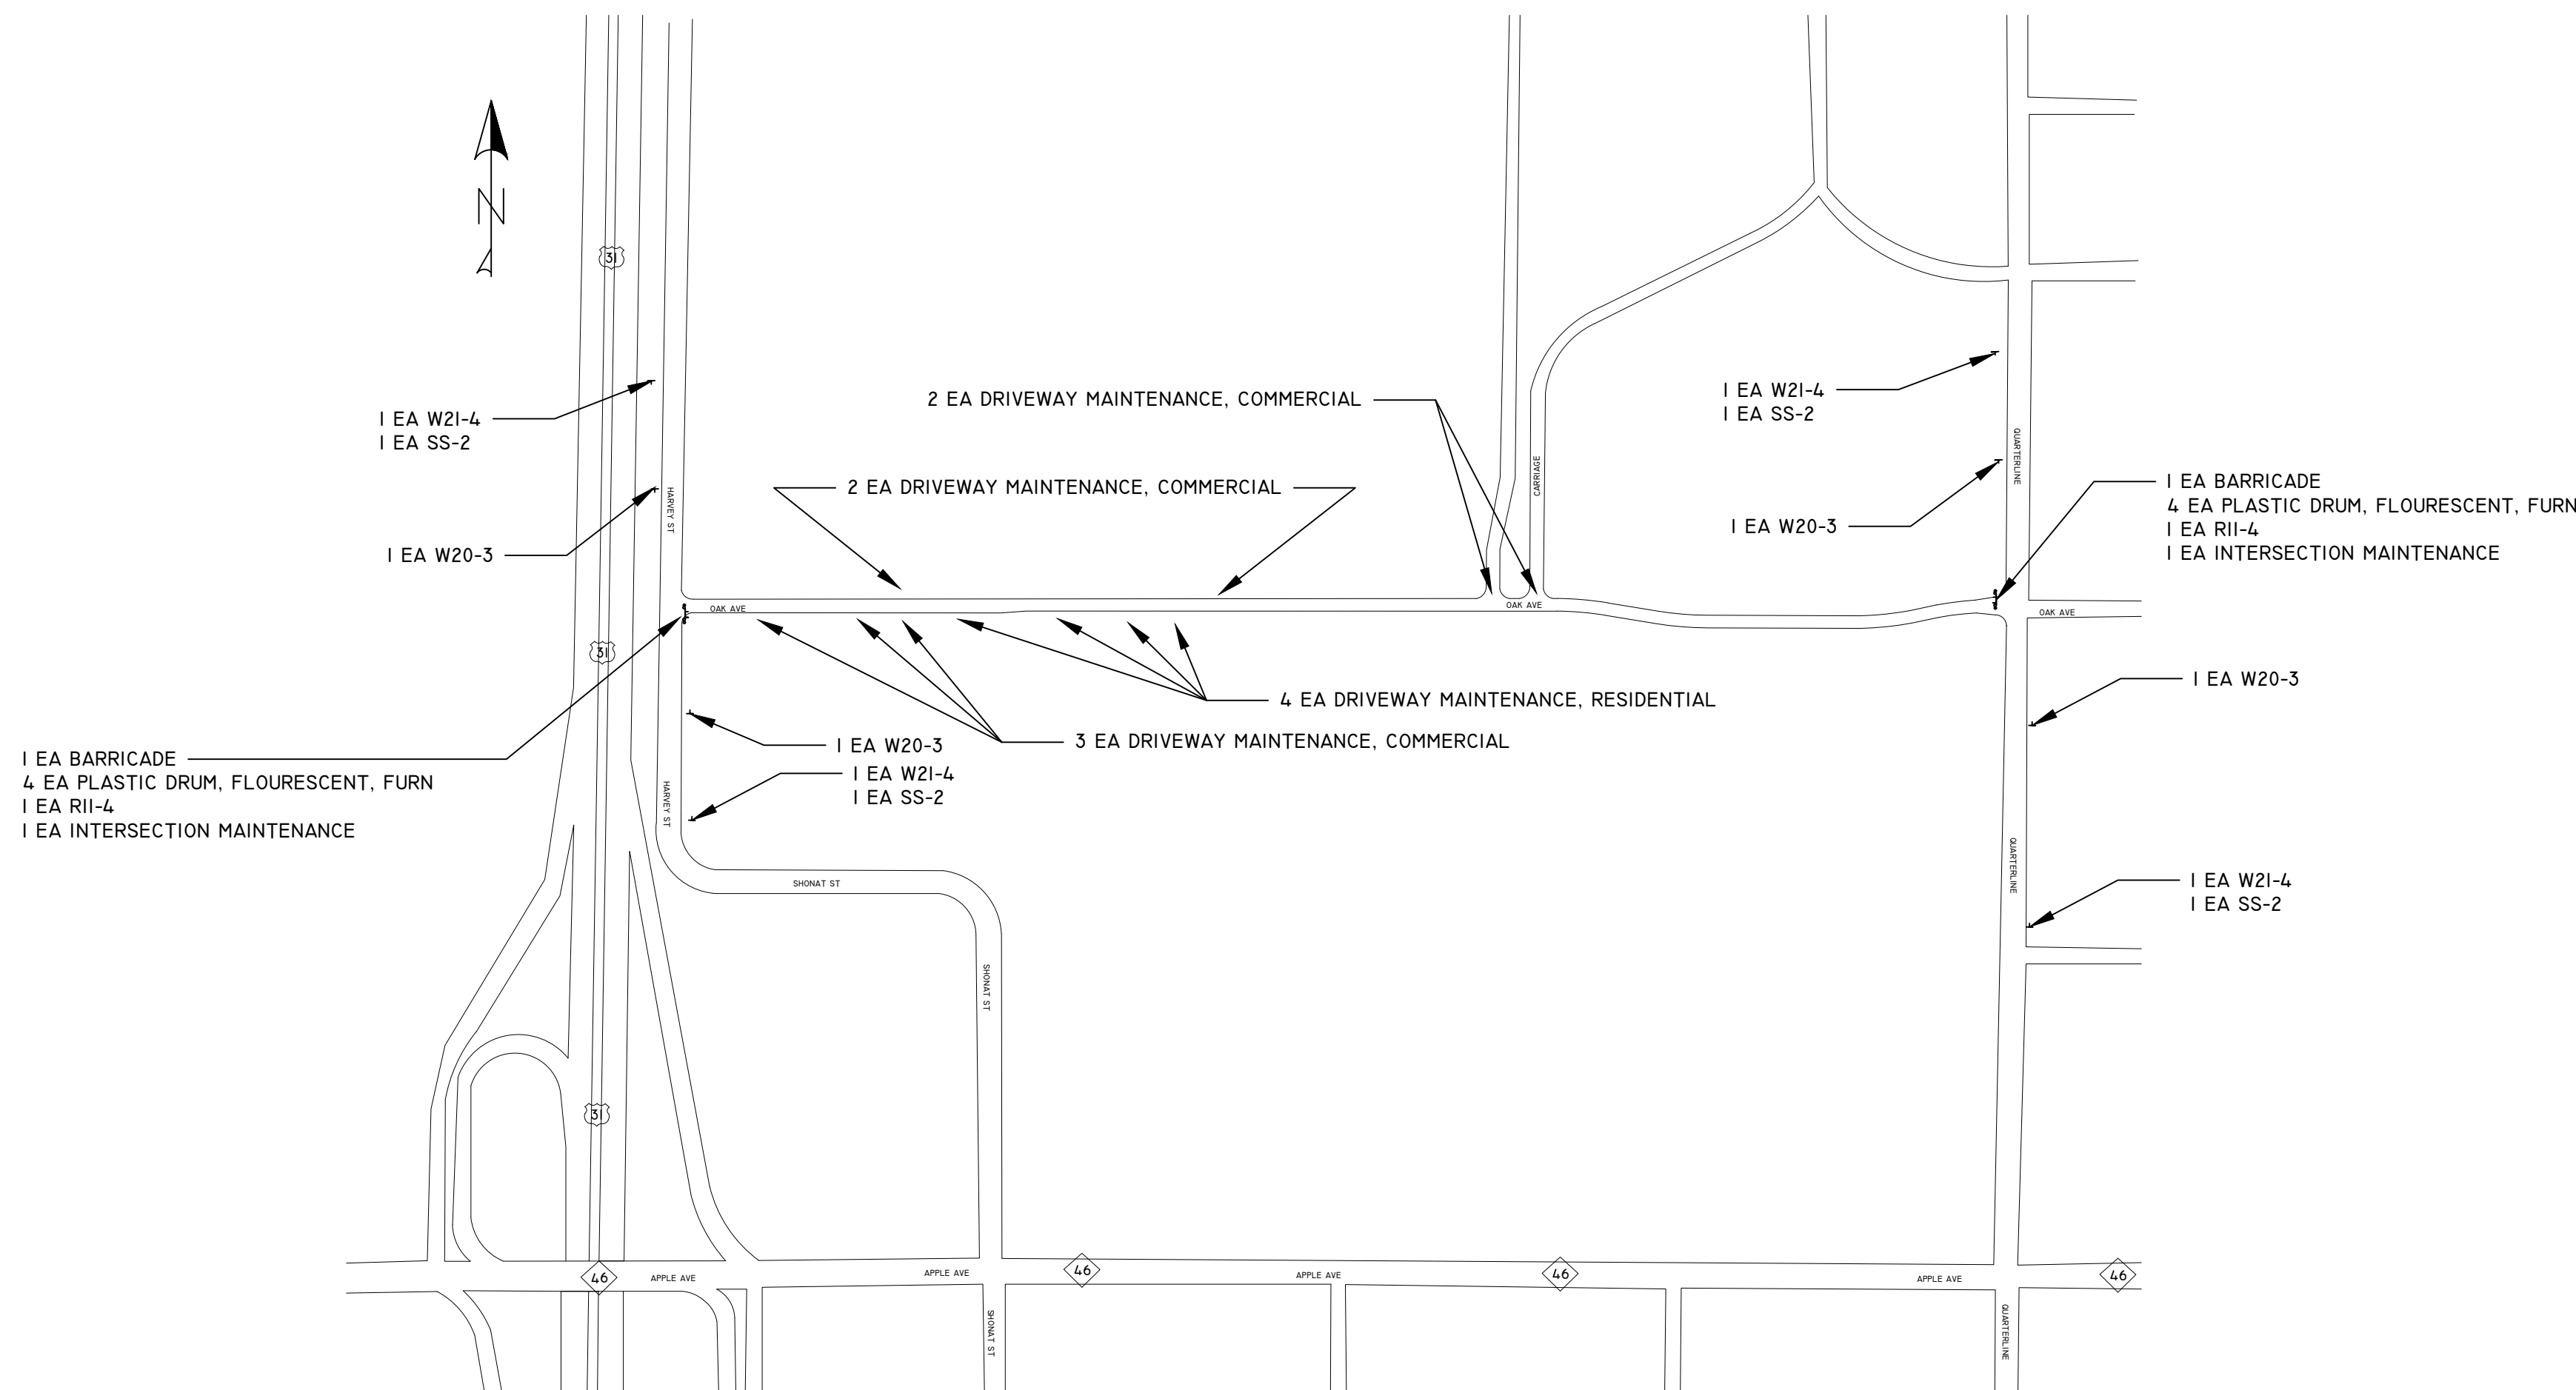 N
31
1 EA W21-4
1 EA SS-2
1 EA W20-3
HARVEY ST
2 EA DRIVEWAY MAINTENANCE, COMMERCIAL
2 EA DRIVEWAY MAINTENANCE, COMMERCIAL
CARRIAGE
1 EA W21-4
1 EA SS-2
1 EA W20-3
QUARTERLINE
1 EA BARRICADE
4 EA PLASTIC DRUM, FLOURESCENT, FURN
1 EA R11-4
1 EA INTERSECTION MAINTENANCE
OAK AVE
OAK AVE
OAK AVE
31
1 EA W20-3
4 EA DRIVEWAY MAINTENANCE, RESIDENTIAL
3 EA DRIVEWAY MAINTENANCE, COMMERCIAL
1 EA W20-3
1 EA W21-4
1 EA SS-2
HARVEY ST
1 EA BARRICADE
4 EA PLASTIC DRUM, FLOURESCENT, FURN
1 EA R11-4
1 EA INTERSECTION MAINTENANCE
QUARTERLINE
1 EA W21-4
1 EA SS-2
SHONAT ST
SHONAT ST
31
46
APPLE AVE
APPLE AVE
46
APPLE AVE
46
APPLE AVE
46
SHONAT ST
QUARTERLINE